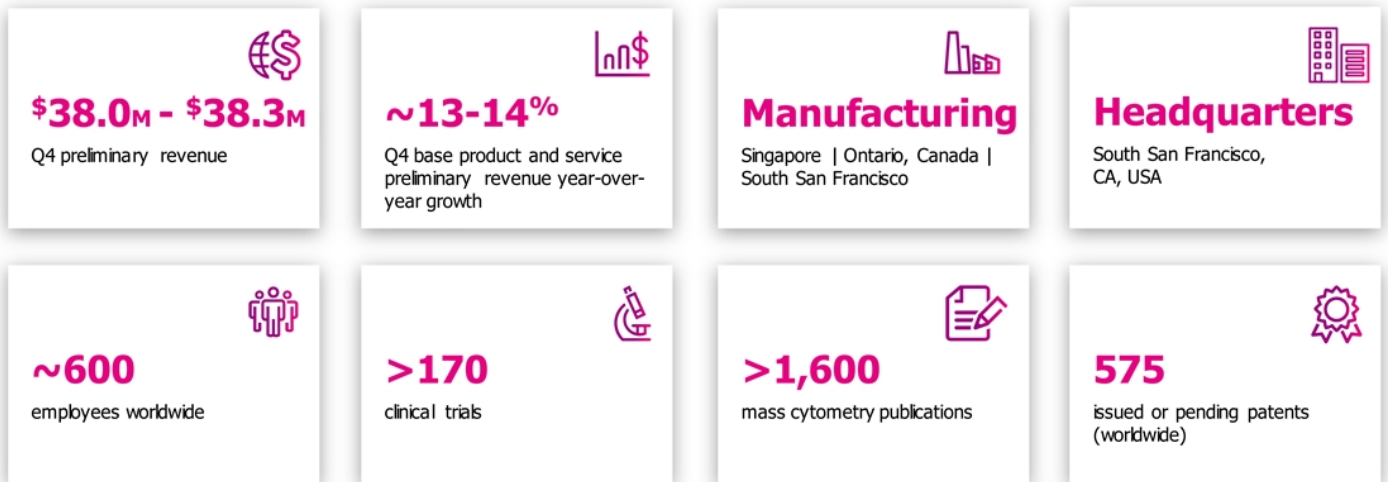 $38.0M - $38.3M
Q4 preliminary revenue
~13-14%
Q4 base product and service
preliminary revenue year-over-
year growth
Manufacturing
Singapore | Ontario, Canada |
South San Francisco
Headquarters
South San Francisco,
CA, USA
~600
employees worldwide
>170
clinical trials
>1,600
mass cytometry publications
575
issued or pending patents
(worldwide)